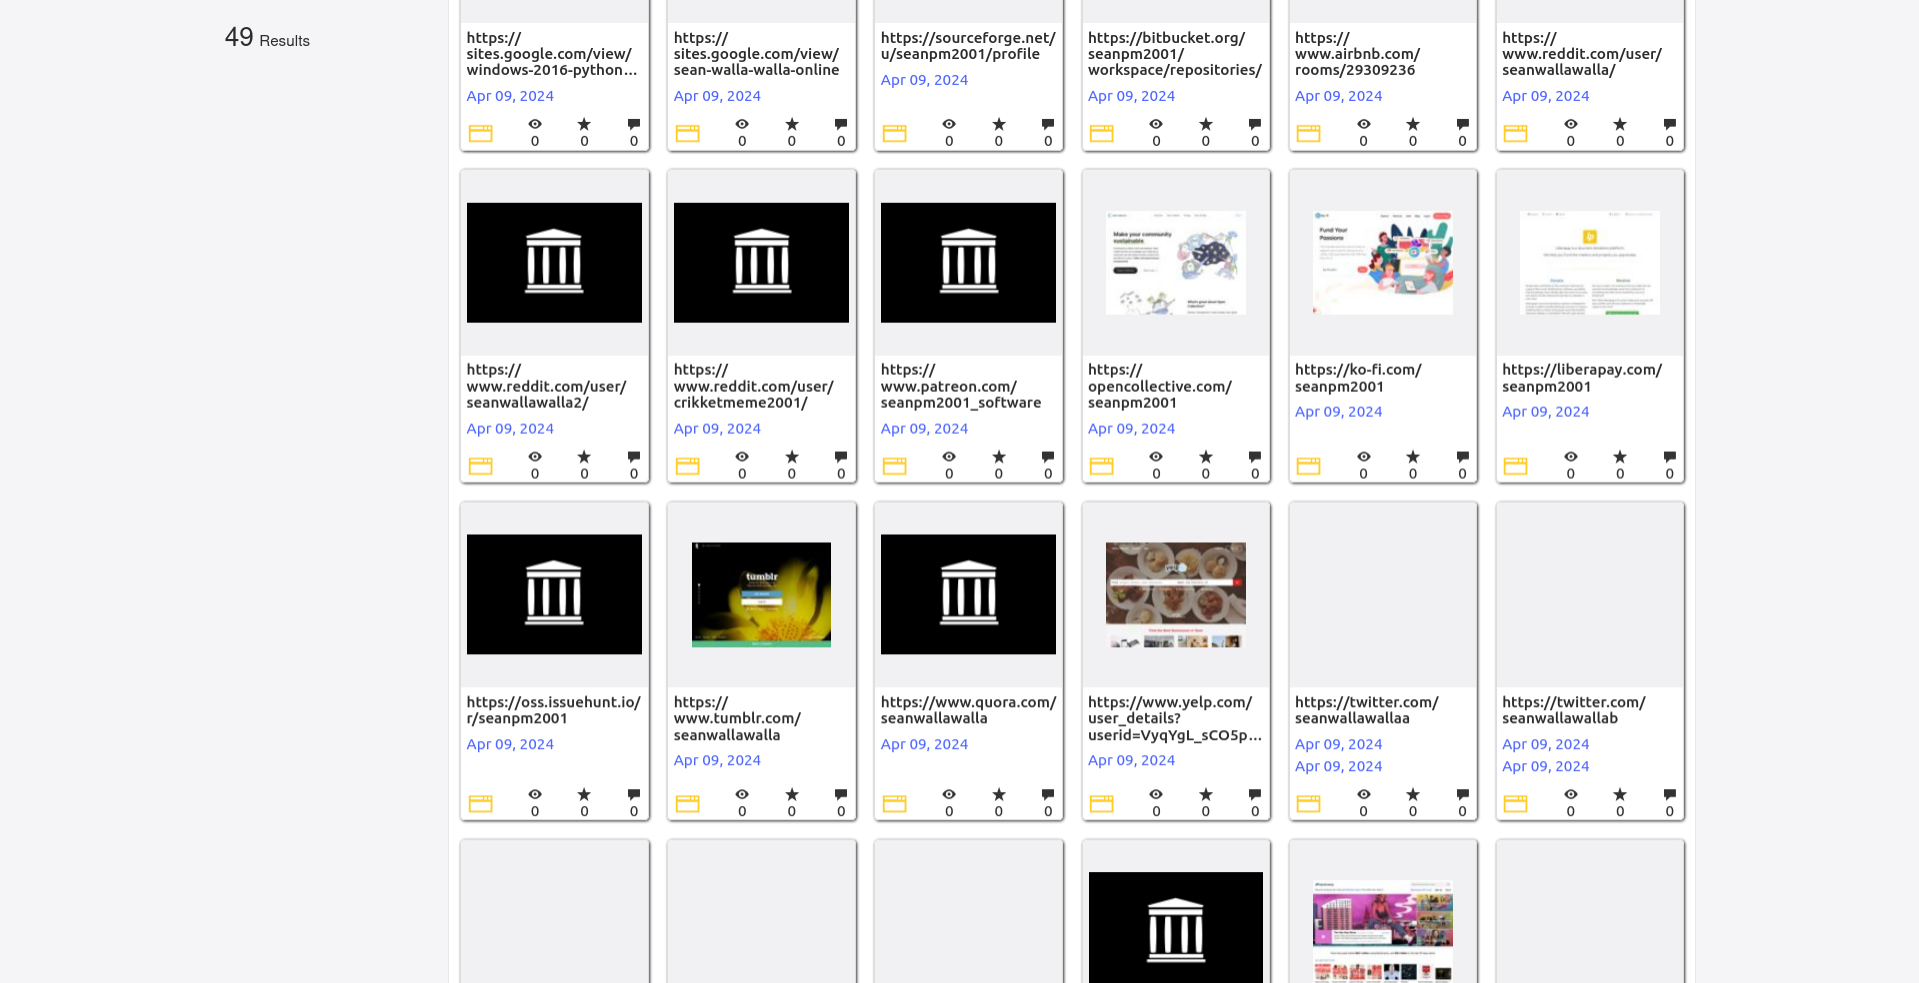 49 Results
https://
sites.google.com/view/
windows-2016-python...
Apr 09, 2024
0 0 0
https://
sites.google.com/view/
sean-walla-walla-online
Apr 09, 2024
0 0 0
https://sourceforge.net/
u/seanpm2001/profile
Apr 09, 2024
0 0 0
https://bitbucket.org/
seanpm2001/
workspace/repositories/
Apr 09, 2024
0 0 0
https://
www.airbnb.com/
rooms/29309236
Apr 09, 2024
0 0 0
https://
www.reddit.com/user/
seanwallawalla/
Apr 09, 2024
0 0 0
https://
www.reddit.com/user/
seanwallawalla2/
Apr 09, 2024
0 0 0
https://
www.reddit.com/user/
crikketmeme2001/
Apr 09, 2024
0 0 0
https://
www.patreon.com/
seanpm2001_software
Apr 09, 2024
0 0 0
Make your community
sustainable
https://
opencollective.com/
seanpm2001
Apr 09, 2024
0 0 0
Fund Your
Passions
https://ko-fi.com/
seanpm2001
Apr 09, 2024
0 0 0
https://liberapay.com/
seanpm2001
Apr 09, 2024
0 0 0
https://oss.issuehunt.io/
r/seanpm2001
Apr 09, 2024
0 0 0
tumblr
https://
www.tumblr.com/
seanwallawalla
Apr 09, 2024
0 0 0
https://www.quora.com/
seanwallawalla
Apr 09, 2024
0 0 0
yelp
https://www.yelp.com/
user_details?
userid=VyqYgL_sCO5p...
Apr 09, 2024
0 0 0
https://twitter.com/
seanwallawallaa
Apr 09, 2024
Apr 09, 2024
0 0 0
https://twitter.com/
seanwallawallab
Apr 09, 2024
Apr 09, 2024
0 0 0